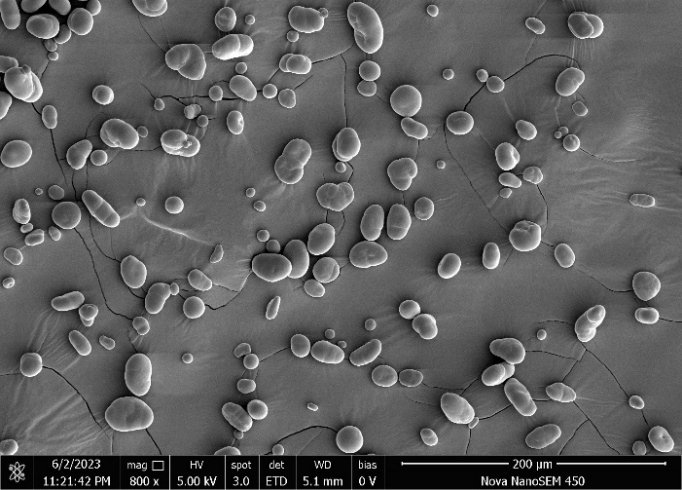 6/2/2023 mag HV spot det WD bias 200 µm
11:21:42 PM 800 x 5.00 kV 3.0 ETD 5.1 mm 0 V Nova NanoSEM 450